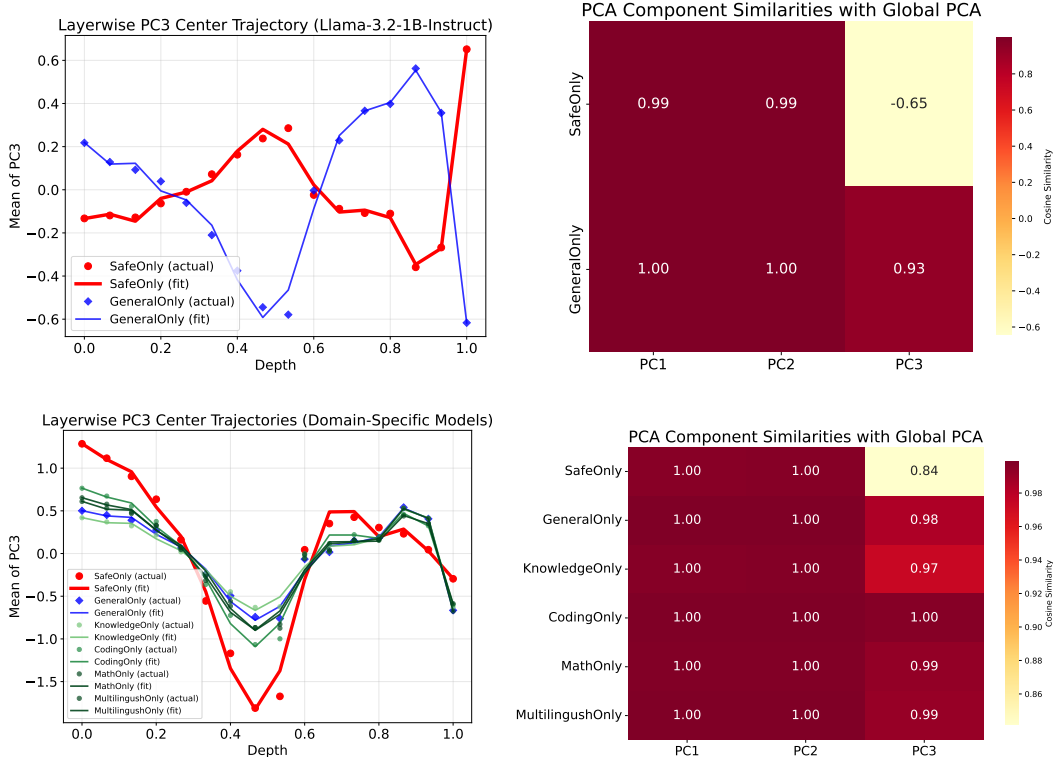 Layerwise PC3 Center Trajectory (Llama-3.2-1B-Instruct)
Mean of PC3
0.6
0.4
0.2
0.0
−0.2
−0.4
−0.6
SafeOnly (actual)
SafeOnly (fit)
GeneralOnly (actual)
GeneralOnly (fit)
0.0 0.2 0.4 0.6 0.8 1.0
Depth
PCA Component Similarities with Global PCA
SafeOnly
0.99 0.99 -0.65
GeneralOnly
1.00 1.00 0.93
PC1 PC2 PC3
0.8
0.6
0.4
0.2
0.0
−0.2
−0.4
−0.6
Cosine Similarity
Layerwise PC3 Center Trajectories (Domain-Specific Models)
Mean of PC3
1.0
0.5
0.0
−0.5
−1.0
−1.5
SafeOnly (actual)
SafeOnly (fit)
GeneralOnly (actual)
GeneralOnly (fit)
KnowledgeOnly (actual)
KnowledgeOnly (fit)
CodingOnly (actual)
CodingOnly (fit)
MathOnly (actual)
MathOnly (fit)
MultilingushOnly (actual)
MultilingushOnly (fit)
0.0 0.2 0.4 0.6 0.8 1.0
Depth
PCA Component Similarities with Global PCA
SafeOnly 1.00 1.00 0.84
GeneralOnly 1.00 1.00 0.98
KnowledgeOnly 1.00 1.00 0.97
CodingOnly 1.00 1.00 1.00
MathOnly 1.00 1.00 0.99
MultilingushOnly 1.00 1.00 0.99
PC1 PC2 PC3
0.98
0.96
0.94
0.92
0.90
0.88
0.86
Cosine Similarity